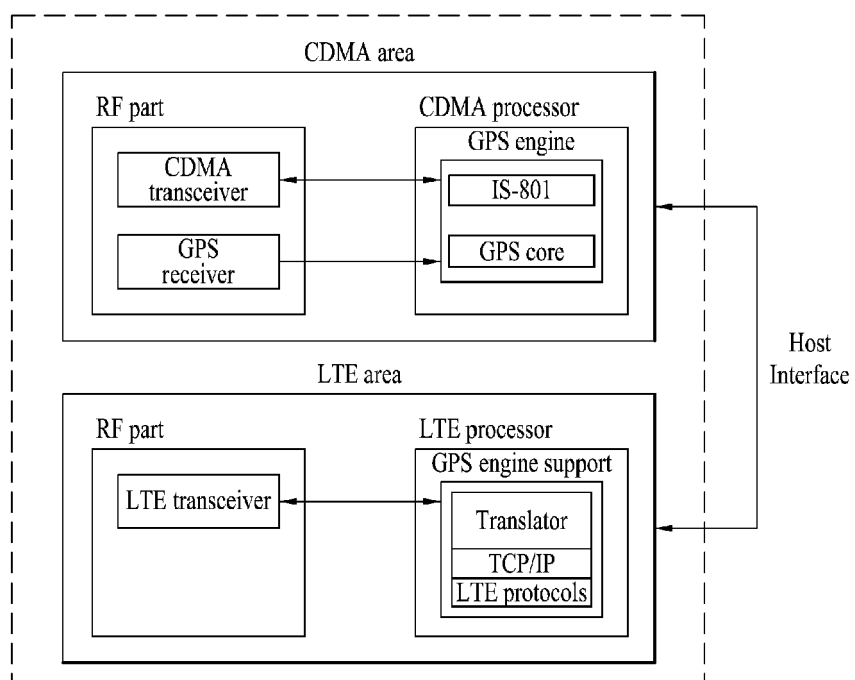 CDMA area
RF part
CDMA processor
GPS engine
CDMA
transceiver
IS-801
GPS
receiver
GPS core
Host
Interface
LTE area
RF part
LTE processor
GPS engine support
LTE transceiver
Translator
TCP/IP
LTE protocols